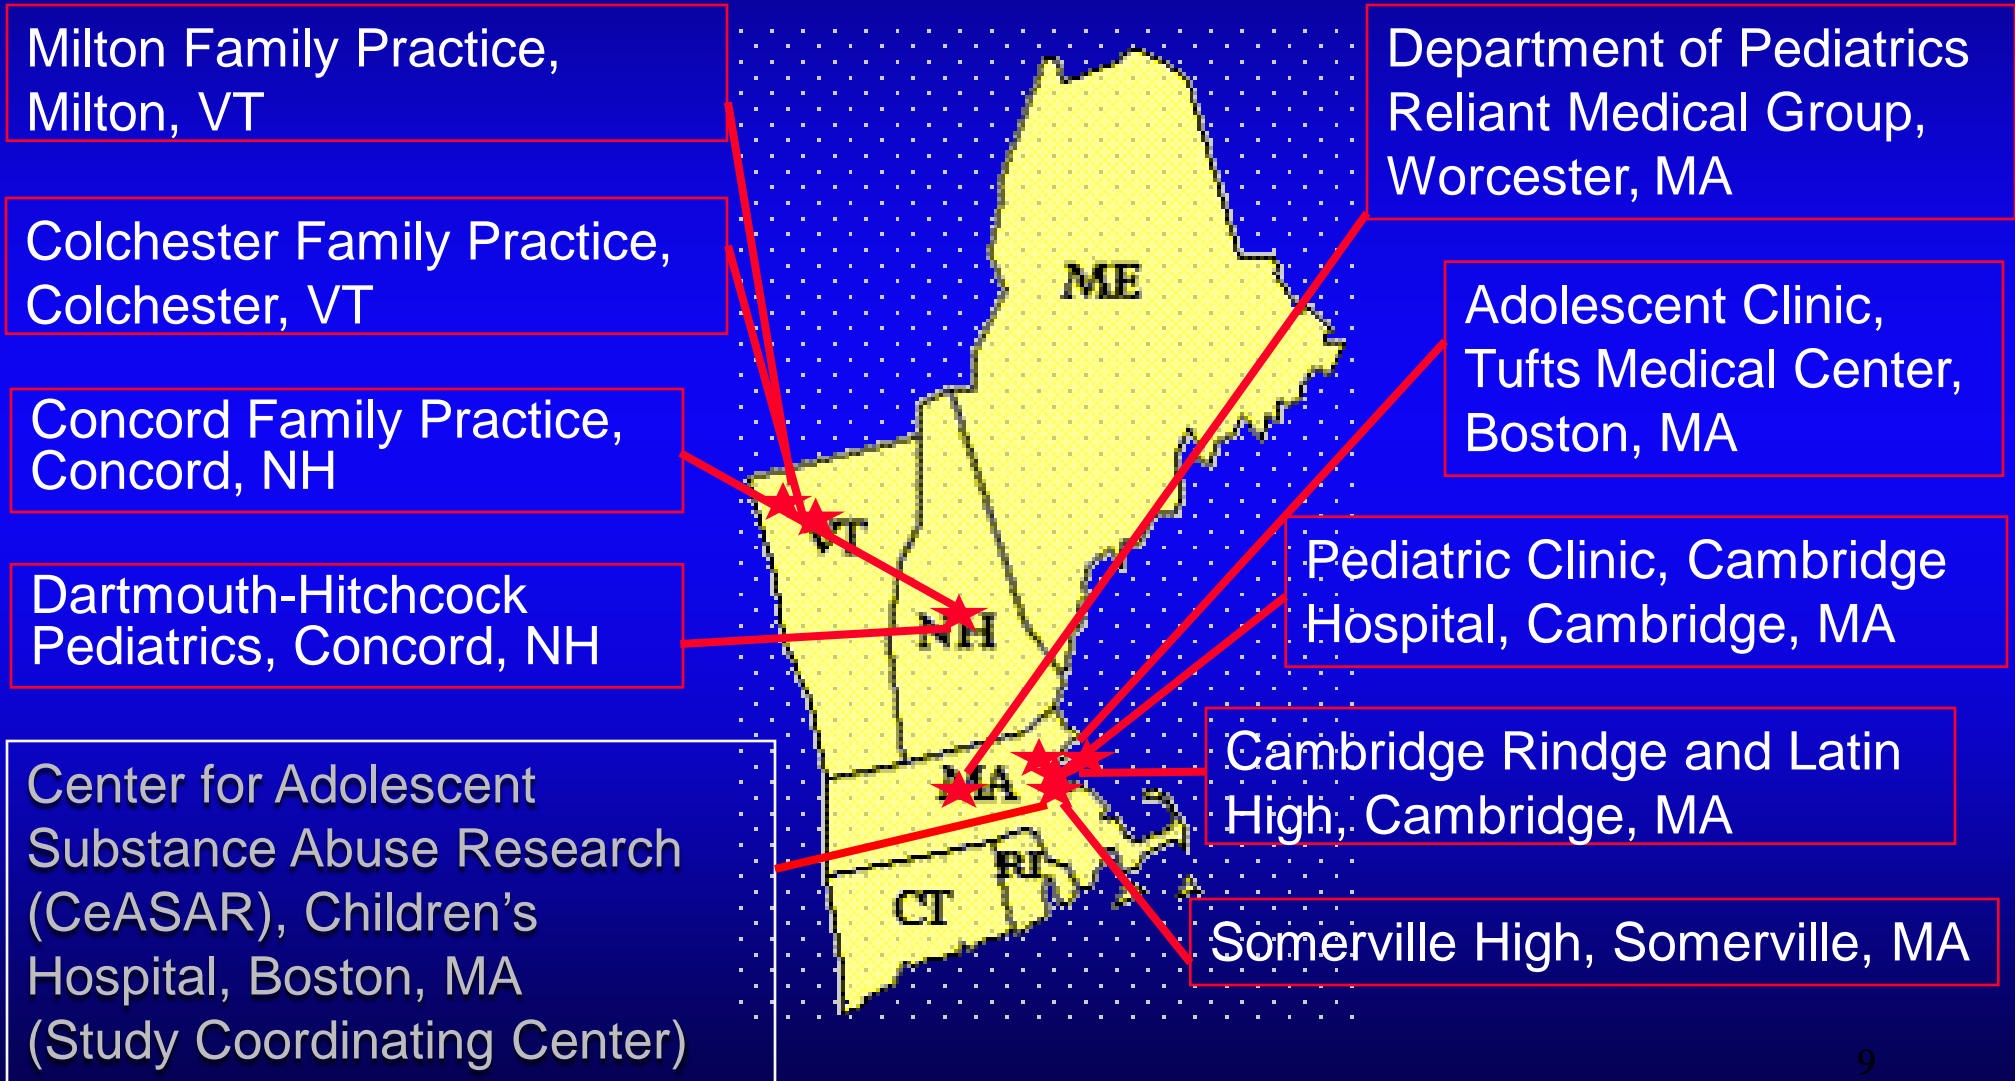 Milton Family Practice,
Milton, VT
Colchester Family Practice,
Colchester, VT
Concord Family Practice,
Concord, NH
Dartmouth-Hitchcock
Pediatrics, Concord, NH
Center for Adolescent
Substance Abuse Research
(CeASAR), Children’s
Hospital, Boston, MA
(Study Coordinating Center)
ME
VT
NH
MA
CT
RI
Department of Pediatrics
Reliant Medical Group,
Worcester, MA
Adolescent Clinic,
Tufts Medical Center,
Boston, MA
Pediatric Clinic, Cambridge
Hospital, Cambridge, MA
Cambridge Rindge and Latin
High, Cambridge, MA
Somerville High, Somerville, MA
9